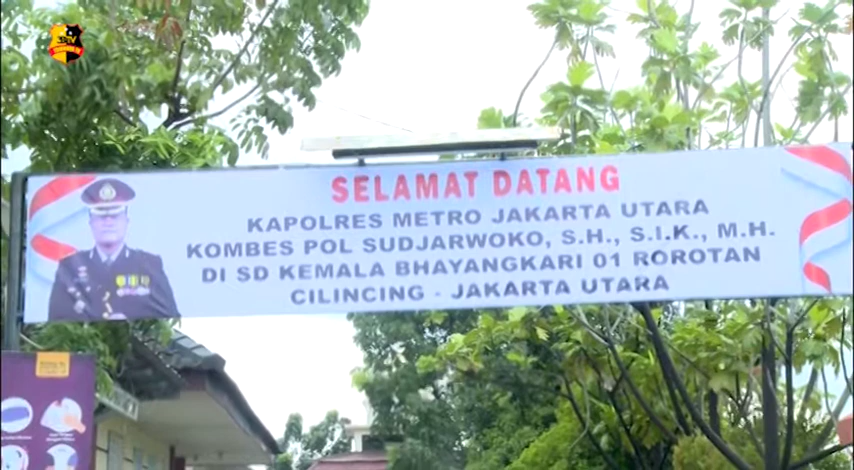 SELAMAT DATANG
KAPOLRES METRO JAKARTA UTARA
KOMBES POL SUDJARWOKO, S.H., S.I.K., M.H.
DI SD KEMALA BHAYANGKARI 01 ROROTAN
CILINCING - JAKARTA UTARA